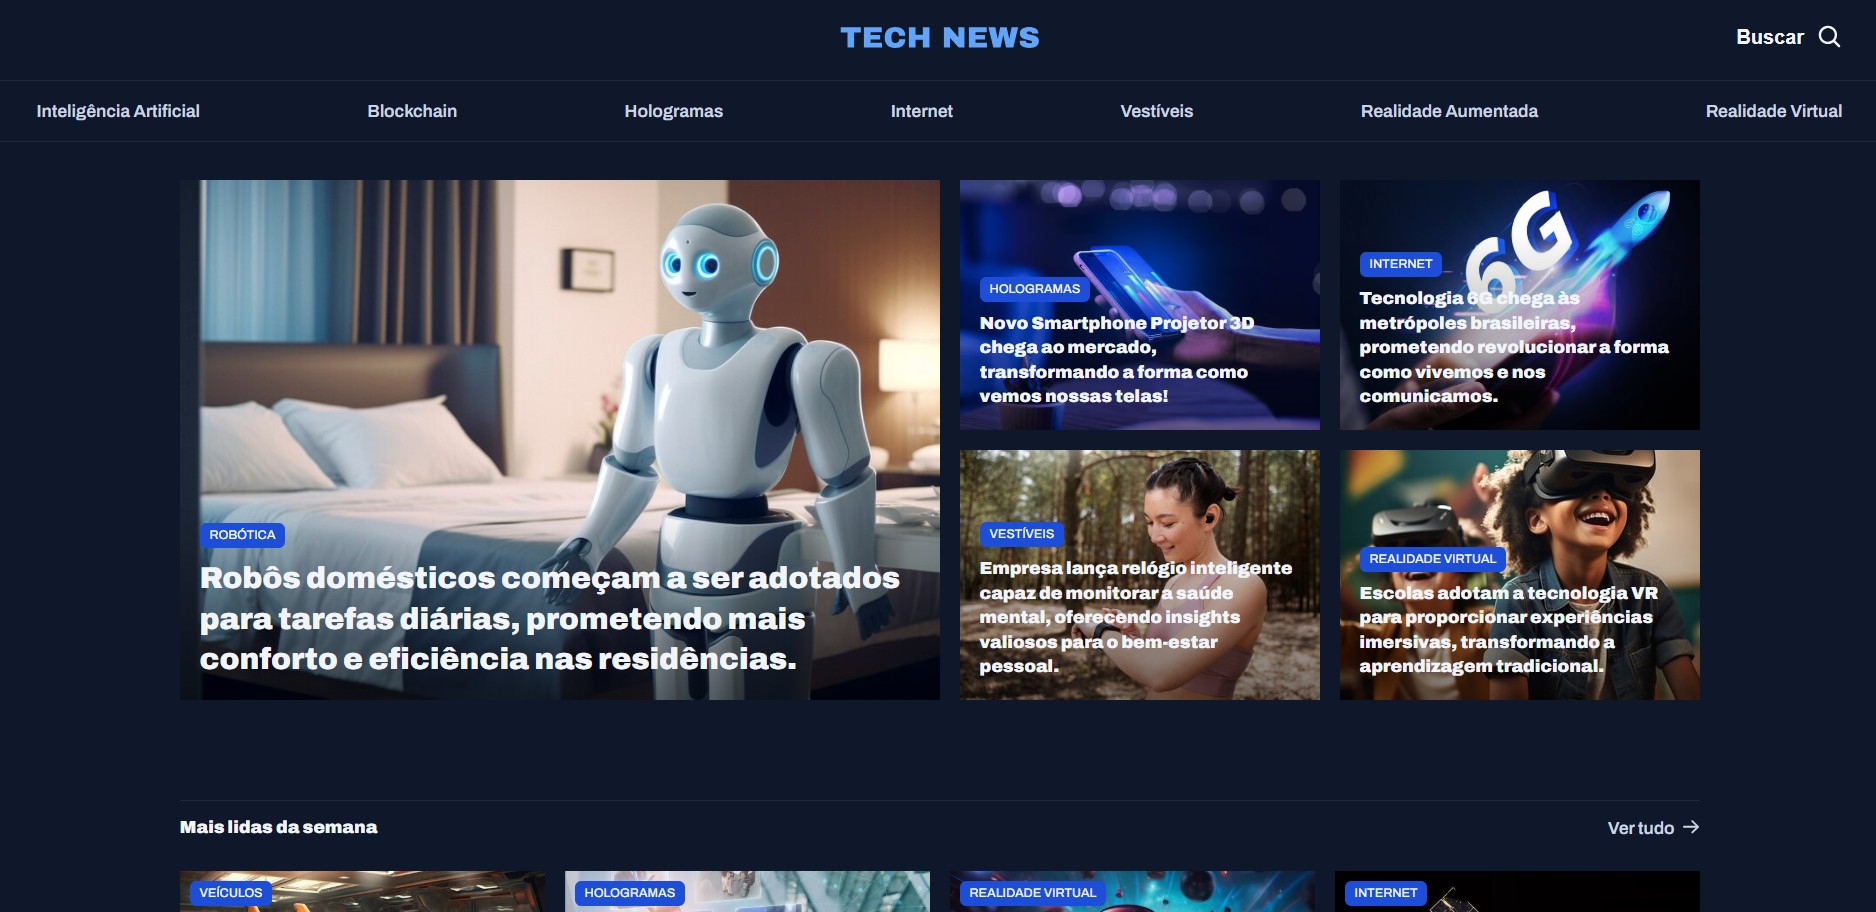 TECH NEWS
Buscar
Inteligência Artificial
Blockchain
Hologramas
Internet
Vestíveis
Realidade Aumentada
Realidade Virtual
ROBÓTICA
Robôs domésticos começam a ser adotados
para tarefas diárias, prometendo mais
conforto e eficiência nas residências.
HOLOGRAMAS
Novo Smartphone Projetor 3D
chega ao mercado,
transformando a forma como
vemos nossas telas!
6G
INTERNET
Tecnologia 6G chega às
metrópoles brasileiras,
prometendo revolucionar a forma
como vivemos e nos
comunicamos.
VESTÍVEIS
Empresa lança relógio inteligente
capaz de monitorar a saúde
mental, oferecendo insights
valiosos para o bem-estar
pessoal.
REALIDADE VIRTUAL
Escolas adotam a tecnologia VR
para proporcionar experiências
imersivas, transformando a
aprendizagem tradicional.
Mais lidas da semana
Ver tudo
VEÍCULOS
HOLOGRAMAS
REALIDADE VIRTUAL
INTERNET